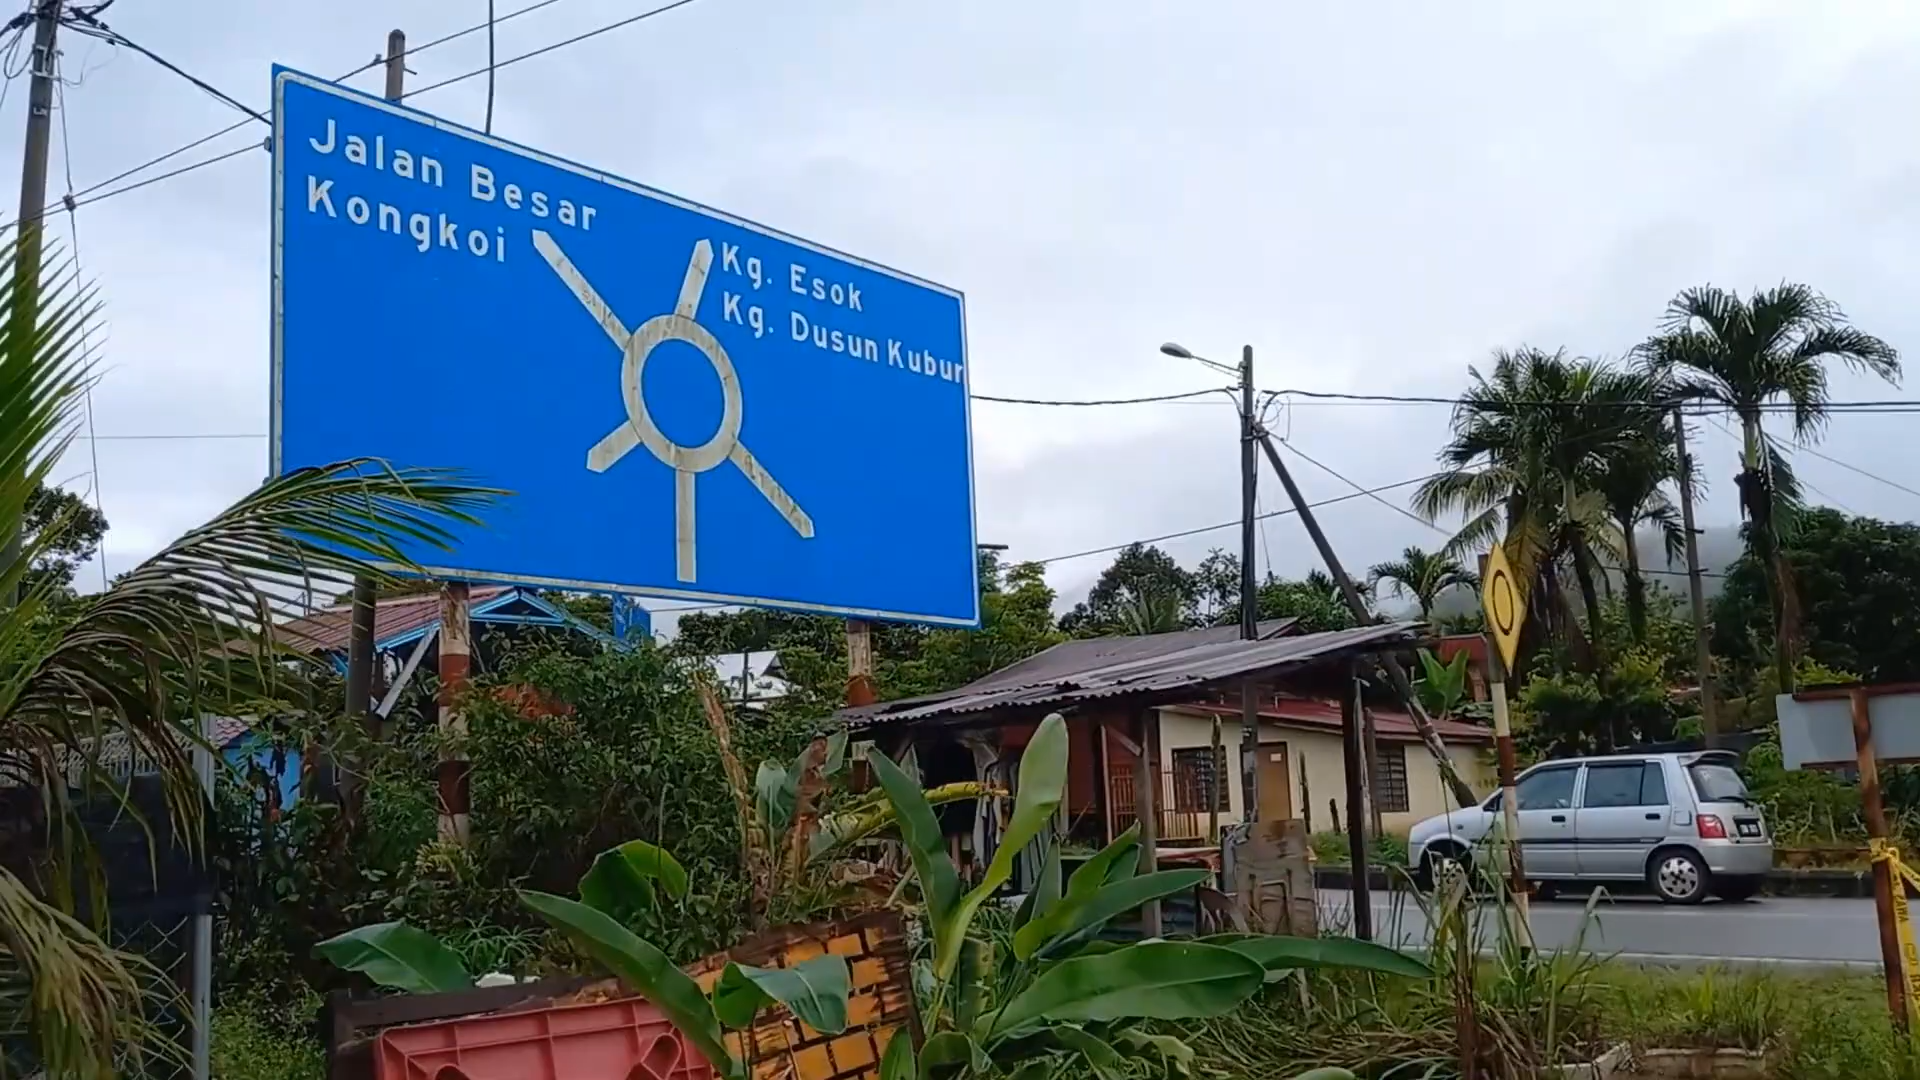 Jalan Besar
Kongkoi
Kg. Esok
Kg. Dusun Kubur